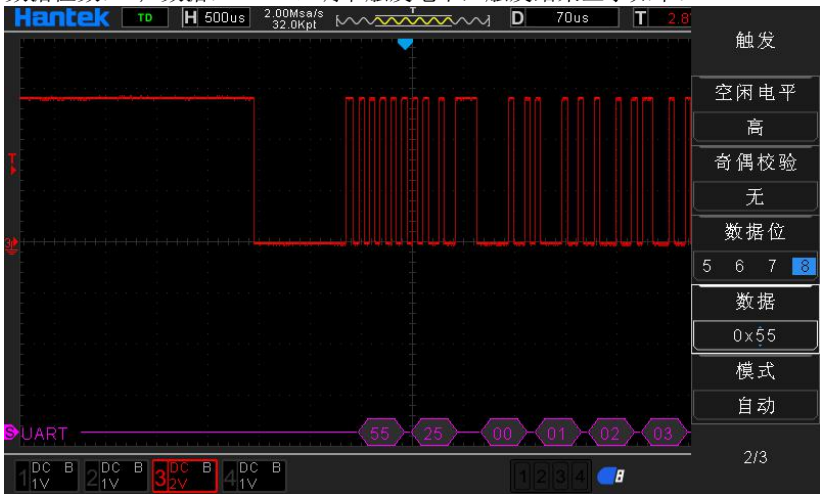 Hantek TD H 500us 2.00Msa/s 32.0Kpt T D 70us T 2.8
触发
空闲电平
高
奇偶校验
无
数据位
5 6 7 8
数据
0x55
模式
自动
2/3
T
3
S UART 55 25 00 01 02 03
1 DC B 1V 2 DC B 1V 3 DC B 2V 4 DC B 1V 1 2 3 4